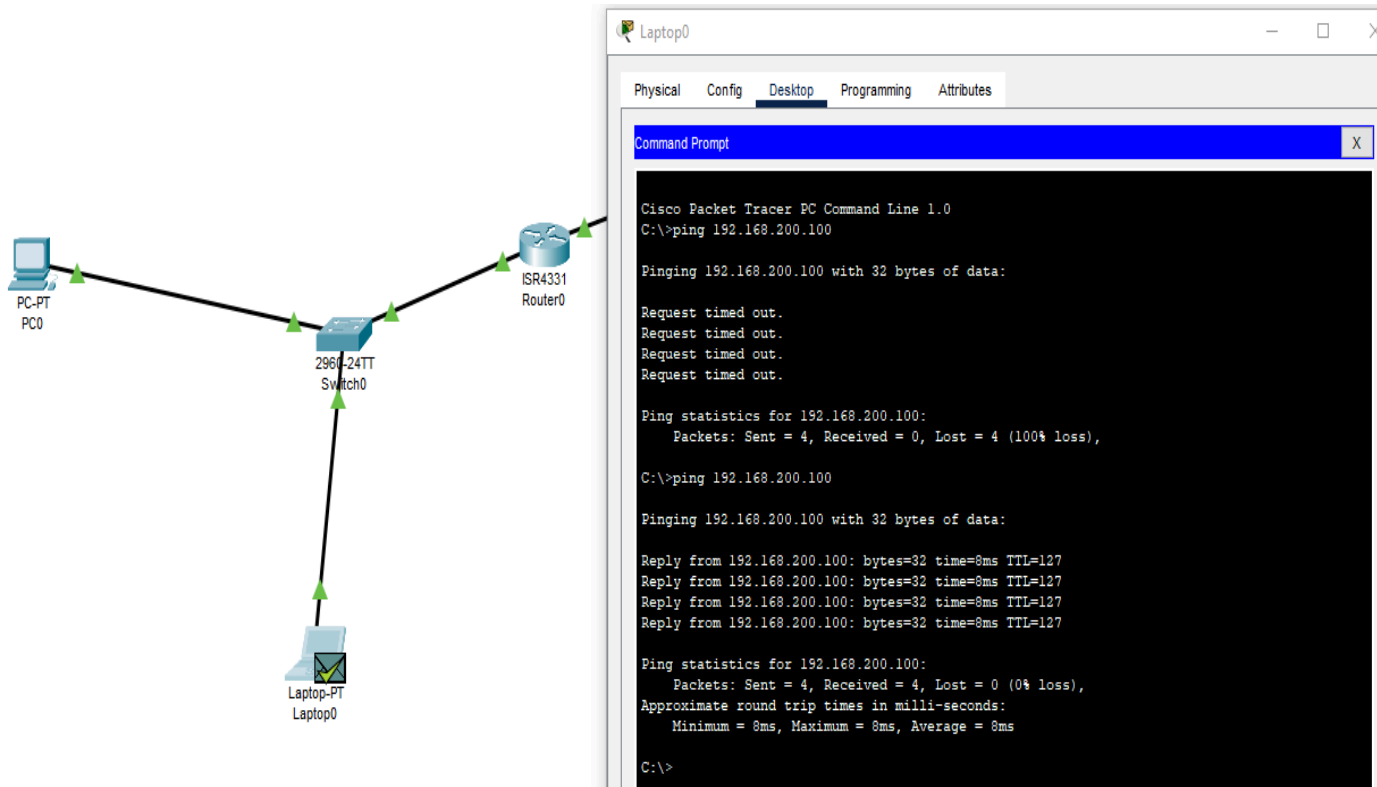 Laptop0
Physical Config Desktop Programming Attributes
Command Prompt
X
Cisco Packet Tracer PC Command Line 1.0
C:\>ping 192.168.200.100
Pinging 192.168.200.100 with 32 bytes of data:
Request timed out.
Request timed out.
Request timed out.
Request timed out.
Ping statistics for 192.168.200.100:
Packets: Sent = 4, Received = 0, Lost = 4 (100% loss),
C:\>ping 192.168.200.100
Pinging 192.168.200.100 with 32 bytes of data:
Reply from 192.168.200.100: bytes=32 time=8ms TTL=127
Reply from 192.168.200.100: bytes=32 time=8ms TTL=127
Reply from 192.168.200.100: bytes=32 time=8ms TTL=127
Reply from 192.168.200.100: bytes=32 time=8ms TTL=127
Ping statistics for 192.168.200.100:
Packets: Sent = 4, Received = 4, Lost = 0 (0% loss),
Approximate round trip times in milli-seconds:
Minimum = 8ms, Maximum = 8ms, Average = 8ms
C:\>
PC-PT
PC0
2960-24TT
Switch0
ISR4331
Router0
Laptop-PT
Laptop0